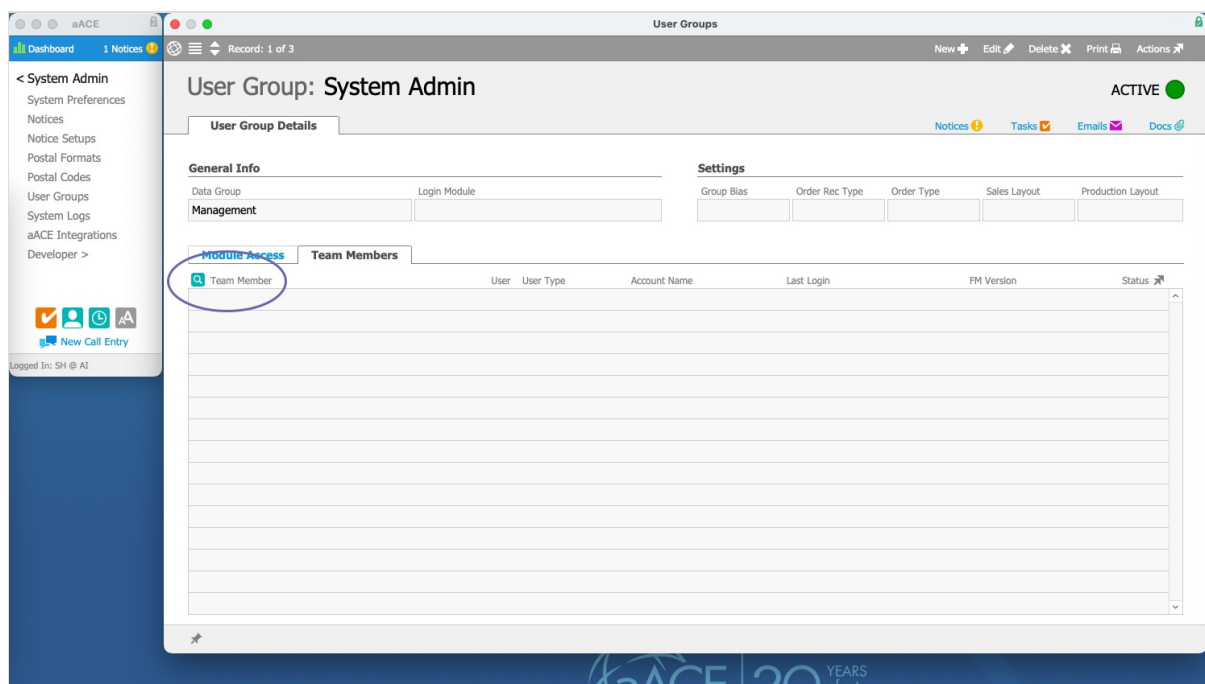 aACE
User Groups
Dashboard 1 Notices
Record: 1 of 3
New Edit Delete Print Actions
< System Admin
System Preferences
Notices
Notice Setups
Postal Formats
Postal Codes
User Groups
System Logs
aACE Integrations
Developer >
New Call Entry
Logged In: SH @ AI
User Group: System Admin
ACTIVE
User Group Details
Notices Tasks Emails Docs
General Info
Settings
Data Group Login Module Group Bias Order Rec Type Order Type Sales Layout Production Layout
Management
Module Access Team Members
Team Member User User Type Account Name Last Login FM Version Status
aACE 20 YEARS